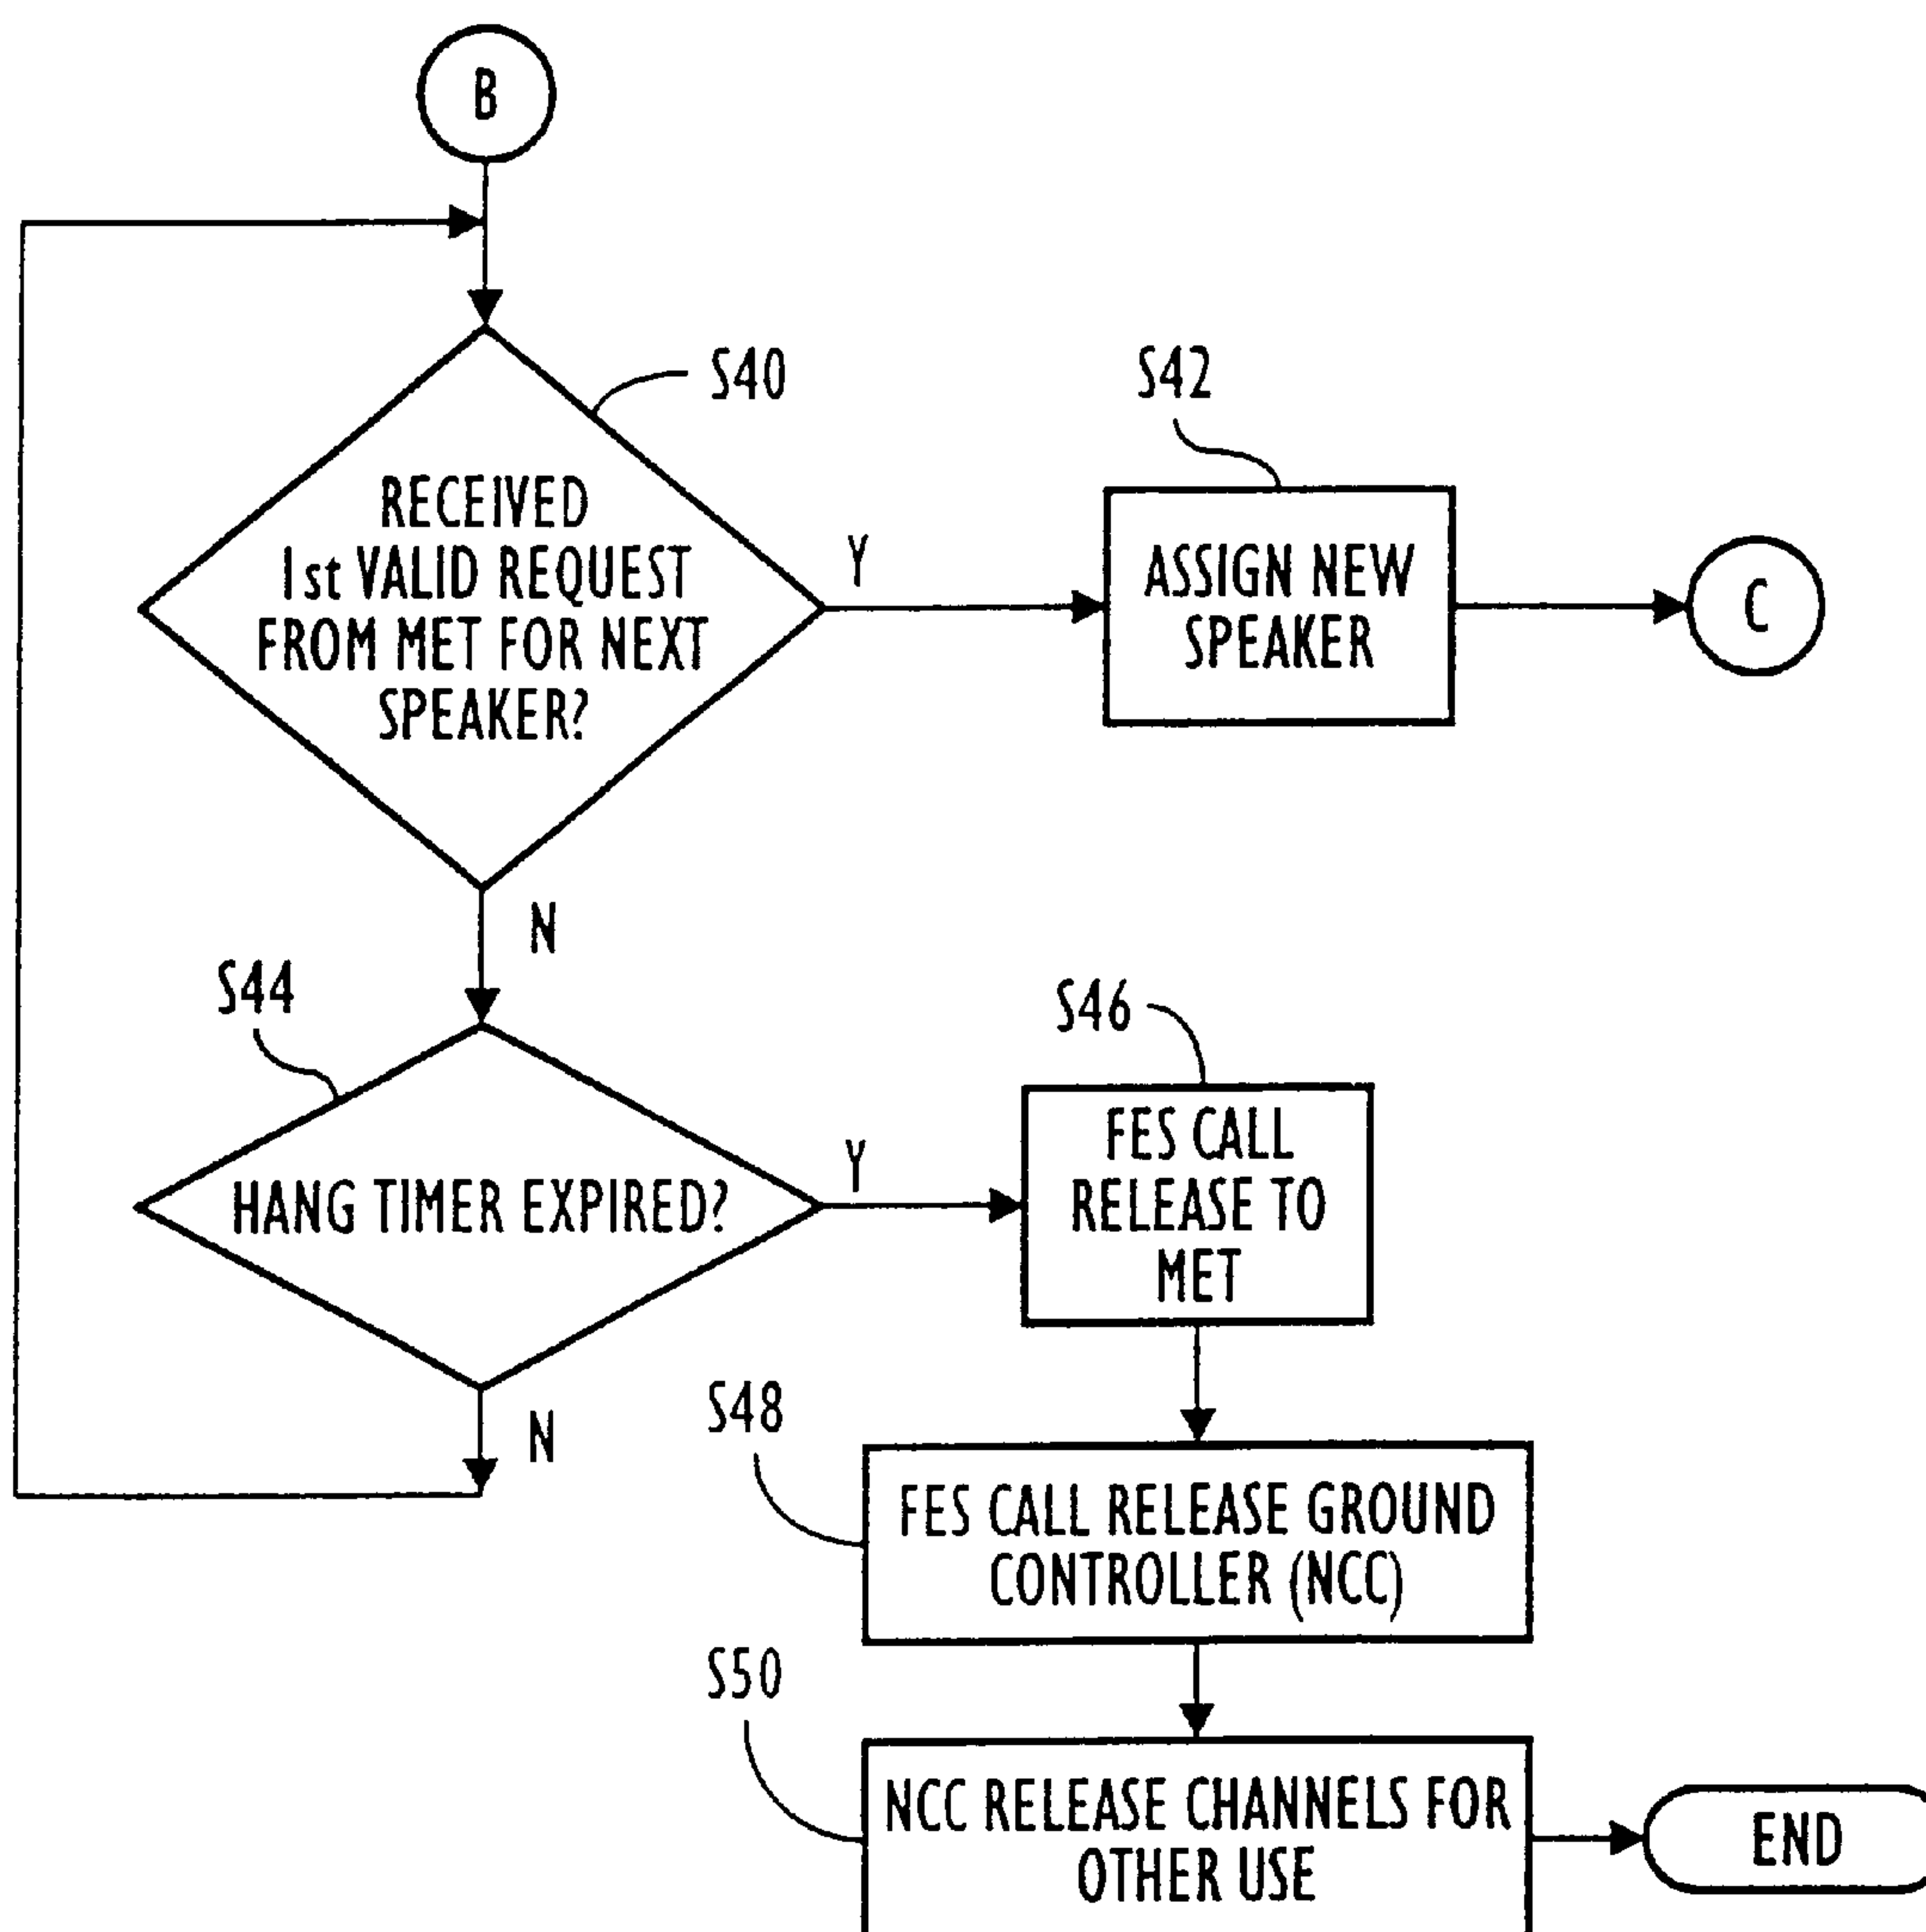 B
S40
S42
RECEIVED
1st VALID REQUEST
FROM MET FOR NEXT
SPEAKER?
Y
ASSIGN NEW
SPEAKER
C
N
S44
S46
HANG TIMER EXPIRED?
Y
FES CALL
RELEASE TO
MET
N
S48
FES CALL RELEASE GROUND
CONTROLLER (NCC)
S50
NCC RELEASE CHANNELS FOR
OTHER USE
END